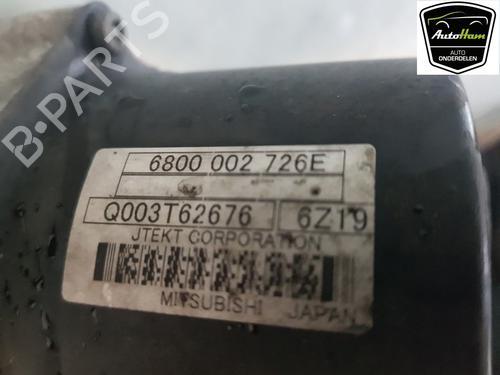 AutoHam
AUTO
ONDERDELEN
B-PARTS
6800 002 726E
Q003T62676 6Z19
JTEKT CORPORATION
MITSUBISHI JAPAN